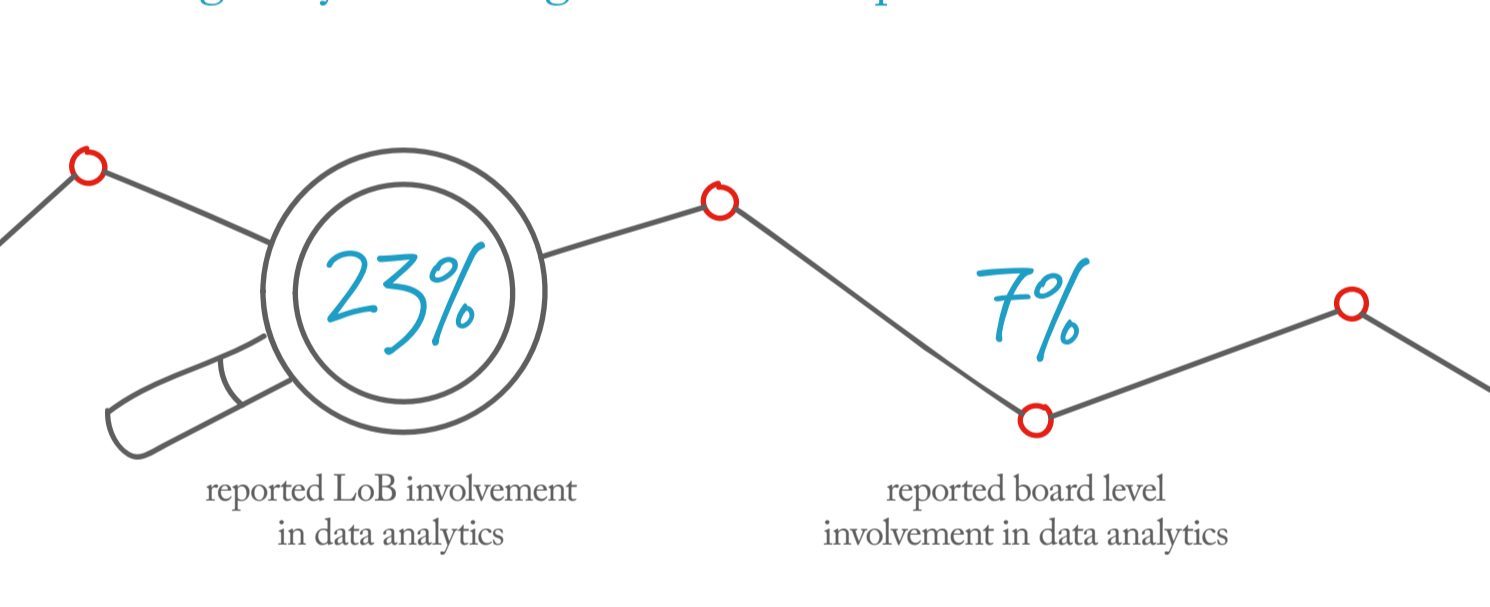 23%
7%
reported LoB involvement
in data analytics
reported board level
involvement in data analytics